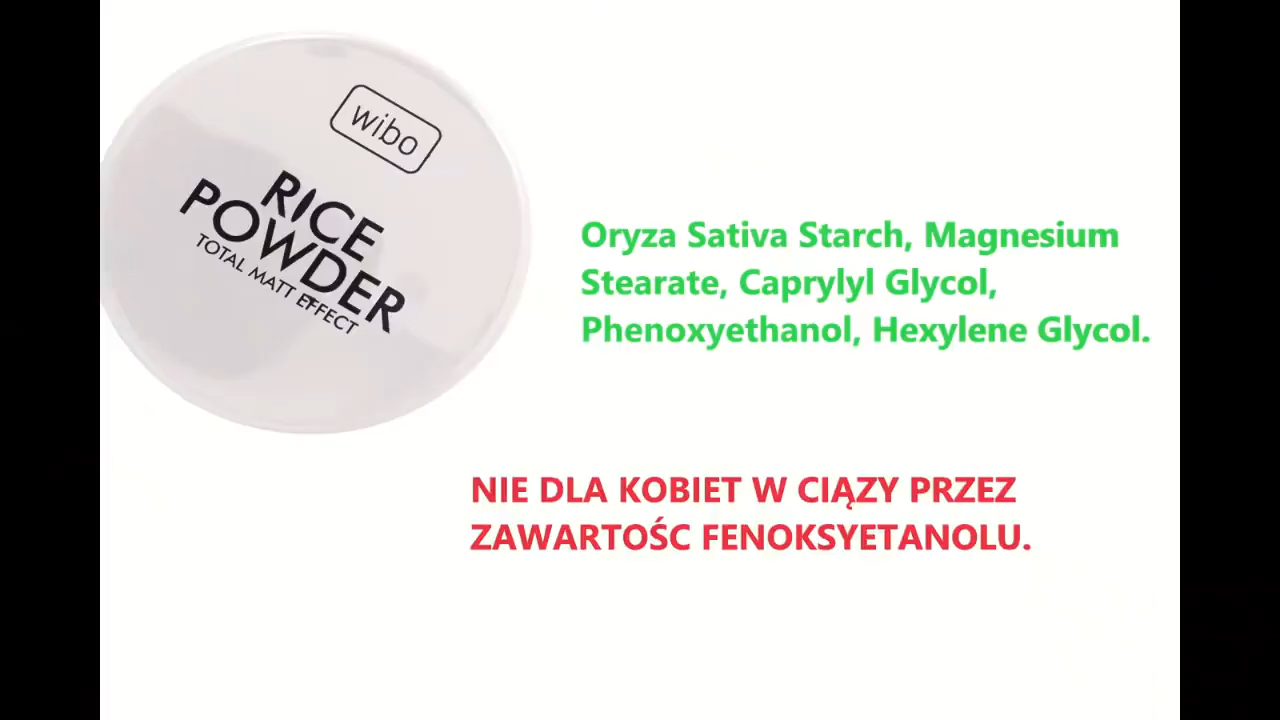 wibo
RICE
POWDER
TOTAL MATT EFFECT
Oryza Sativa Starch, Magnesium
Stearate, Caprylyl Glycol,
Phenoxyethanol, Hexylene Glycol.
NIE DLA KOBIET W CIĄZY PRZEZ
ZAWARTOŚC FENOKSYETANOLU.